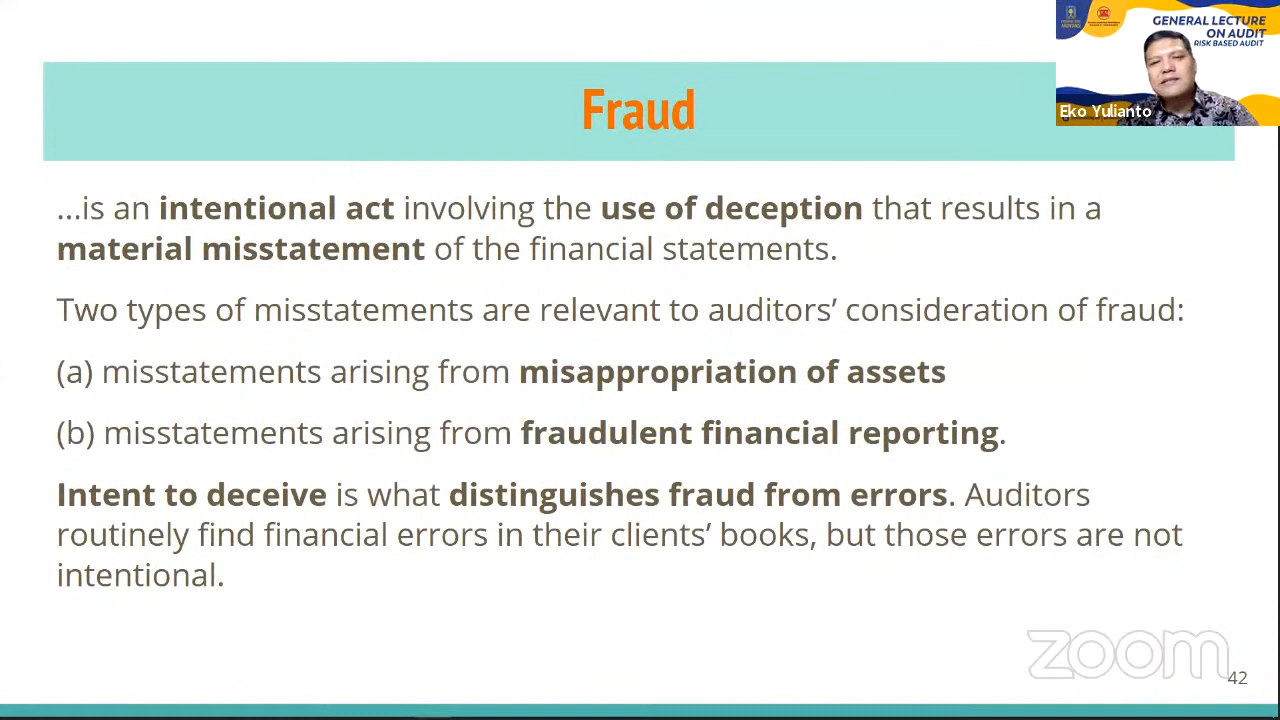 GENERAL LECTURE
ON AUDIT
RISK BASED AUDIT
Eko Yulianto
Fraud
...is an intentional act involving the use of deception that results in a
material misstatement of the financial statements.
Two types of misstatements are relevant to auditors’ consideration of fraud:
(a) misstatements arising from misappropriation of assets
(b) misstatements arising from fraudulent financial reporting.
Intent to deceive is what distinguishes fraud from errors. Auditors
routinely find financial errors in their clients’ books, but those errors are not
intentional.
zoom
42